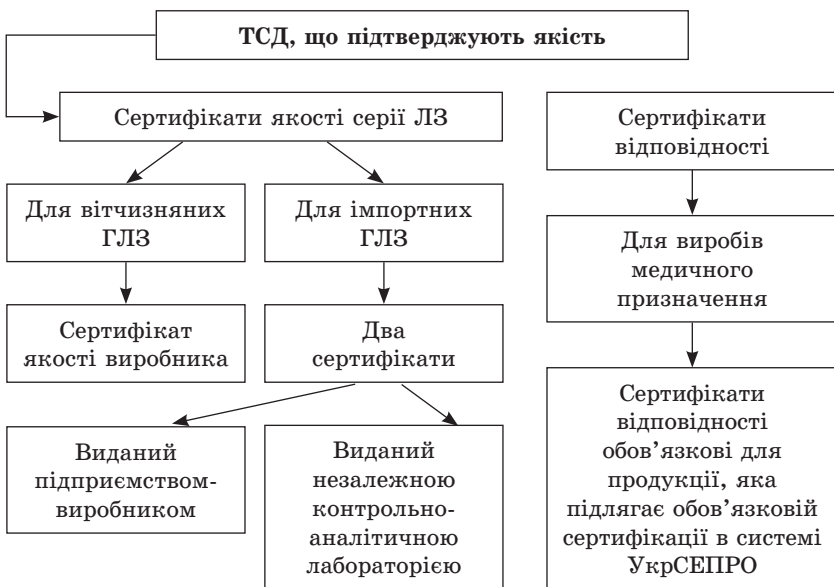 ТСД, що підтверджують якість
Сертифікати якості серії ЛЗ
Сертифікати
відповідності
Для вітчизняних
ГЛЗ
Для імпортних
ГЛЗ
Для виробів
медичного
призначення
Сертифікат
якості виробника
Два
сертифікати
Сертифікати
відповідності
обов’язкові для
продукції, яка
підлягає обов’язковій
сертифікації в системі
УкрСЕПРО
Виданий
підприємством-
виробником
Виданий
незалежною
контрольно-
аналітичною
лабораторією